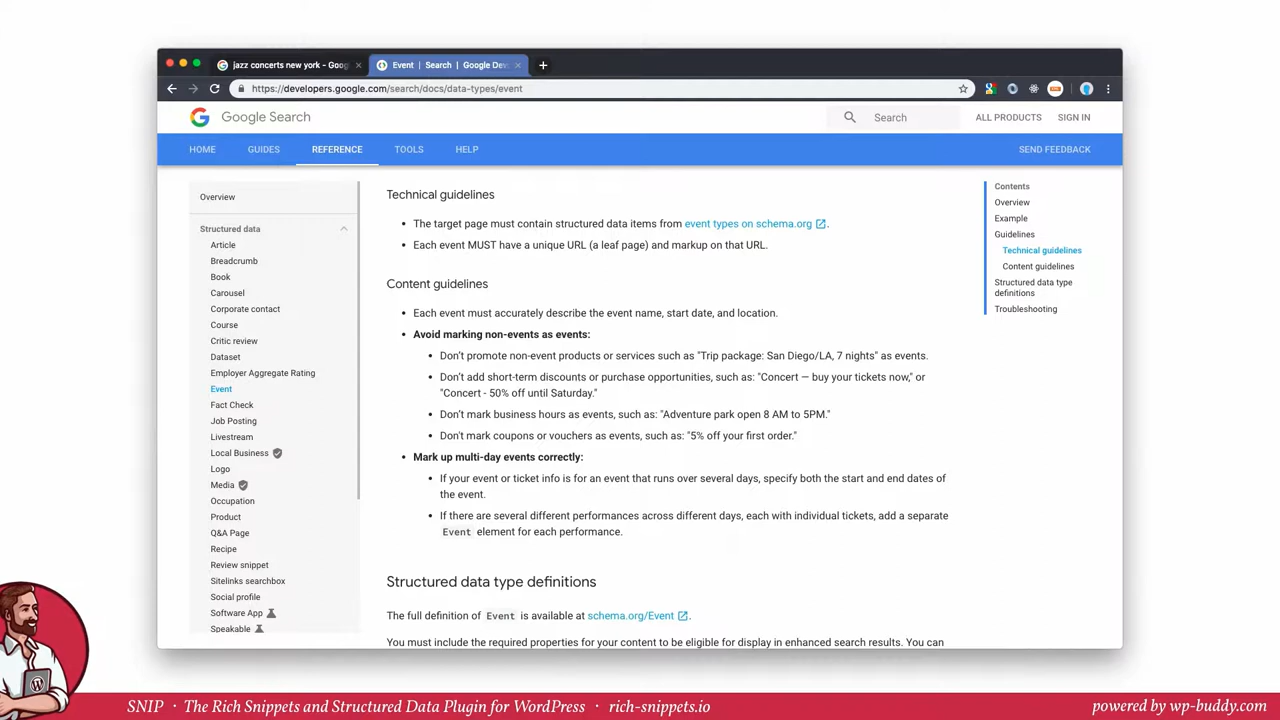 jazz concerts new york - Goog
Event | Search | Google Dev
https://developers.google.com/search/docs/data-types/event
Google Search
Search
ALL PRODUCTS
SIGN IN
HOME
GUIDES
REFERENCE
TOOLS
HELP
SEND FEEDBACK
Overview
Structured data
Article
Breadcrumb
Book
Carousel
Corporate contact
Course
Critic review
Dataset
Employer Aggregate Rating
Event
Fact Check
Job Posting
Livestream
Local Business
Logo
Media
Occupation
Product
Q&A Page
Recipe
Review snippet
Sitelinks searchbox
Social profile
Software App
Speakable
Technical guidelines
• The target page must contain structured data items from event types on schema.org.
• Each event MUST have a unique URL (a leaf page) and markup on that URL.
Content guidelines
• Each event must accurately describe the event name, start date, and location.
• Avoid marking non-events as events:
• Don't promote non-event products or services such as "Trip package: San Diego/LA, 7 nights" as events.
• Don't add short-term discounts or purchase opportunities, such as: "Concert — buy your tickets now," or
"Concert - 50% off until Saturday."
• Don't mark business hours as events, such as: "Adventure park open 8 AM to 5PM."
• Don't mark coupons or vouchers as events, such as: "5% off your first order."
• Mark up multi-day events correctly:
• If your event or ticket info is for an event that runs over several days, specify both the start and end dates of
the event.
• If there are several different performances across different days, each with individual tickets, add a separate
Event element for each performance.
Structured data type definitions
The full definition of Event is available at schema.org/Event.
You must include the required properties for your content to be eligible for display in enhanced search results. You can
Contents
Overview
Example
Guidelines
Technical guidelines
Content guidelines
Structured data type
definitions
Troubleshooting
SNIP · The Rich Snippets and Structured Data Plugin for WordPress · rich-snippets.io
powered by wp-buddy.com